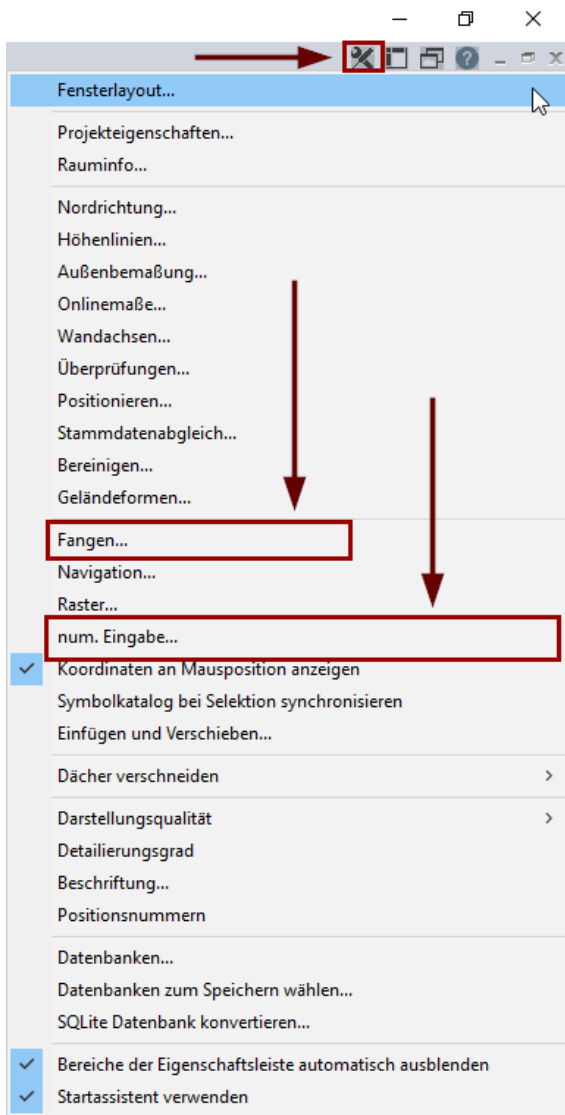 Fensterlayout...
Projekteigenschaften...
Rauminfo...
Nordrichtung...
Höhenlinien...
Außenbemaßung...
Onlinemaße...
Wandachsen...
Überprüfungen...
Positionieren...
Stammdatenabgleich...
Bereinigen...
Geländeformen...
Fangen...
Navigation...
Raster...
num. Eingabe...
Koordinaten an Mausposition anzeigen
Symbolkatalog bei Selektion synchronisieren
Einfügen und Verschieben...
Dächer verschneiden
Darstellungsqualität
Detailierungsgrad
Beschriftung...
Positionsnummern
Datenbanken...
Datenbanken zum Speichern wählen...
SQLite Datenbank konvertieren...
Bereiche der Eigenschaftsleiste automatisch ausblenden
Startassistent verwenden